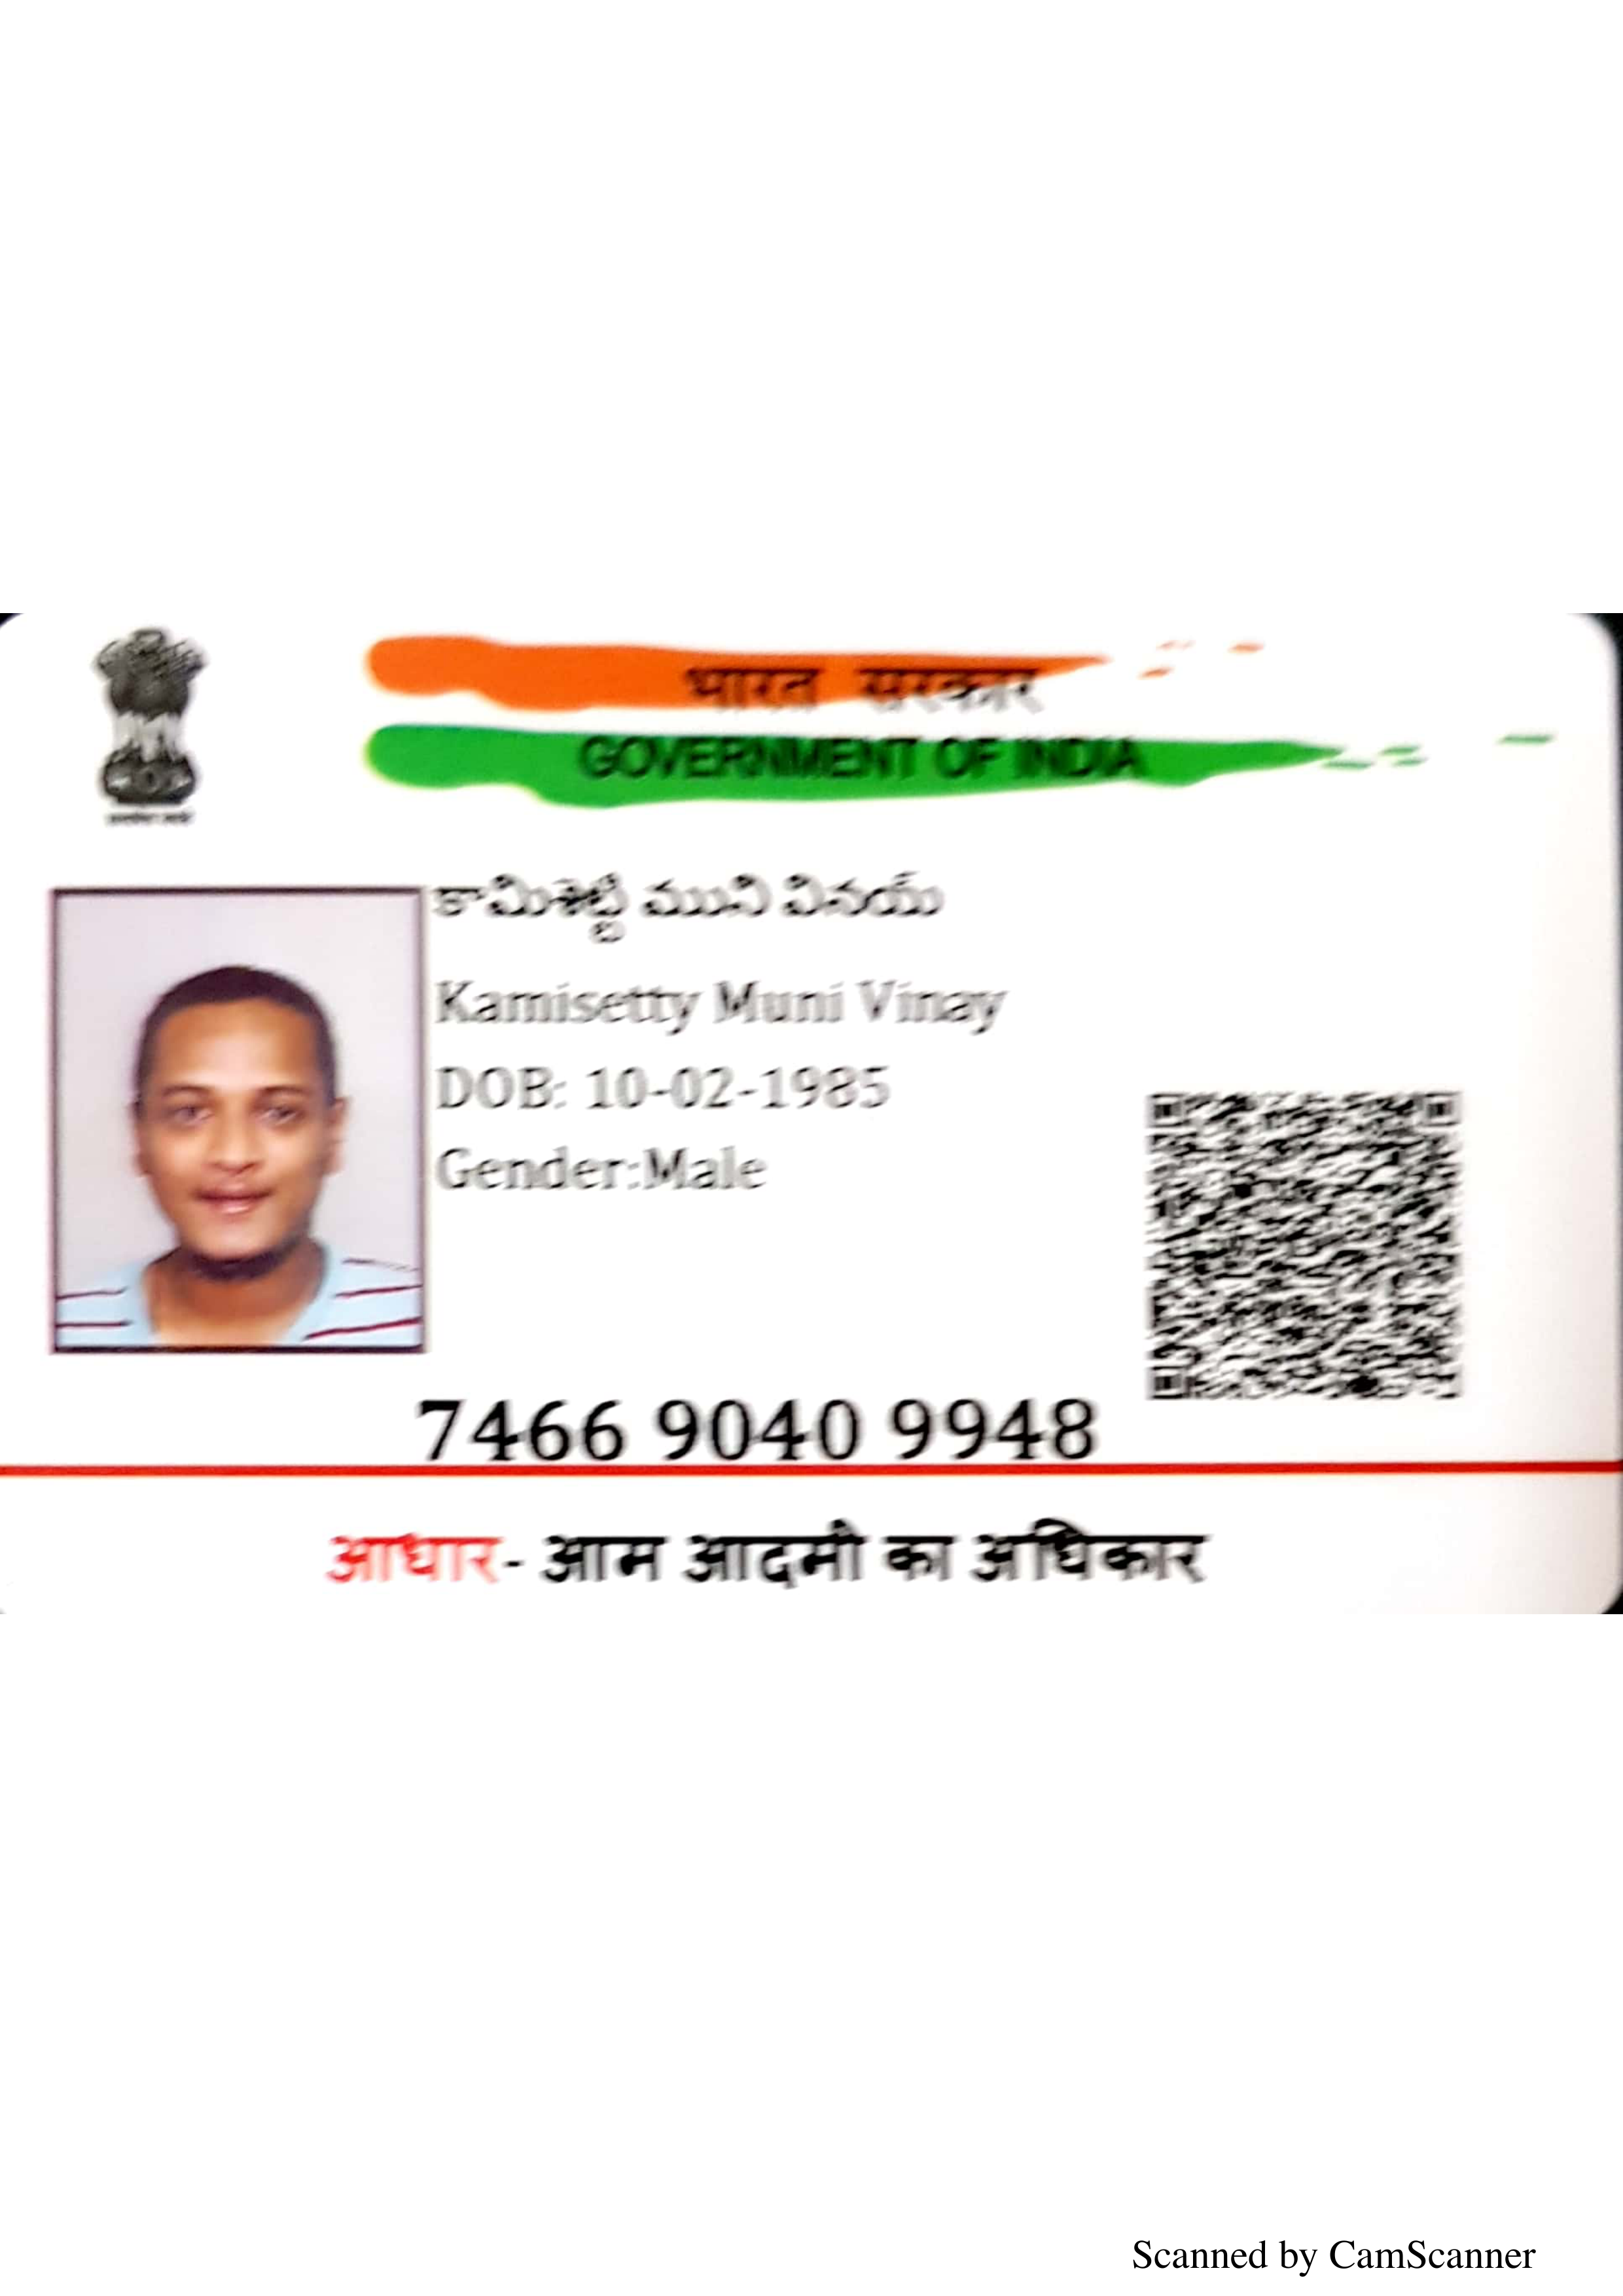 भारत सरकार
GOVERNMENT OF INDIA
కామిశెట్టి ముని వినయ్
Kamisetty Muni Vinay
DOB: 10-02-1985
Gender:Male
7466 9040 9948
आधार- आम आदमी का अधिकार
Scanned by CamScanner